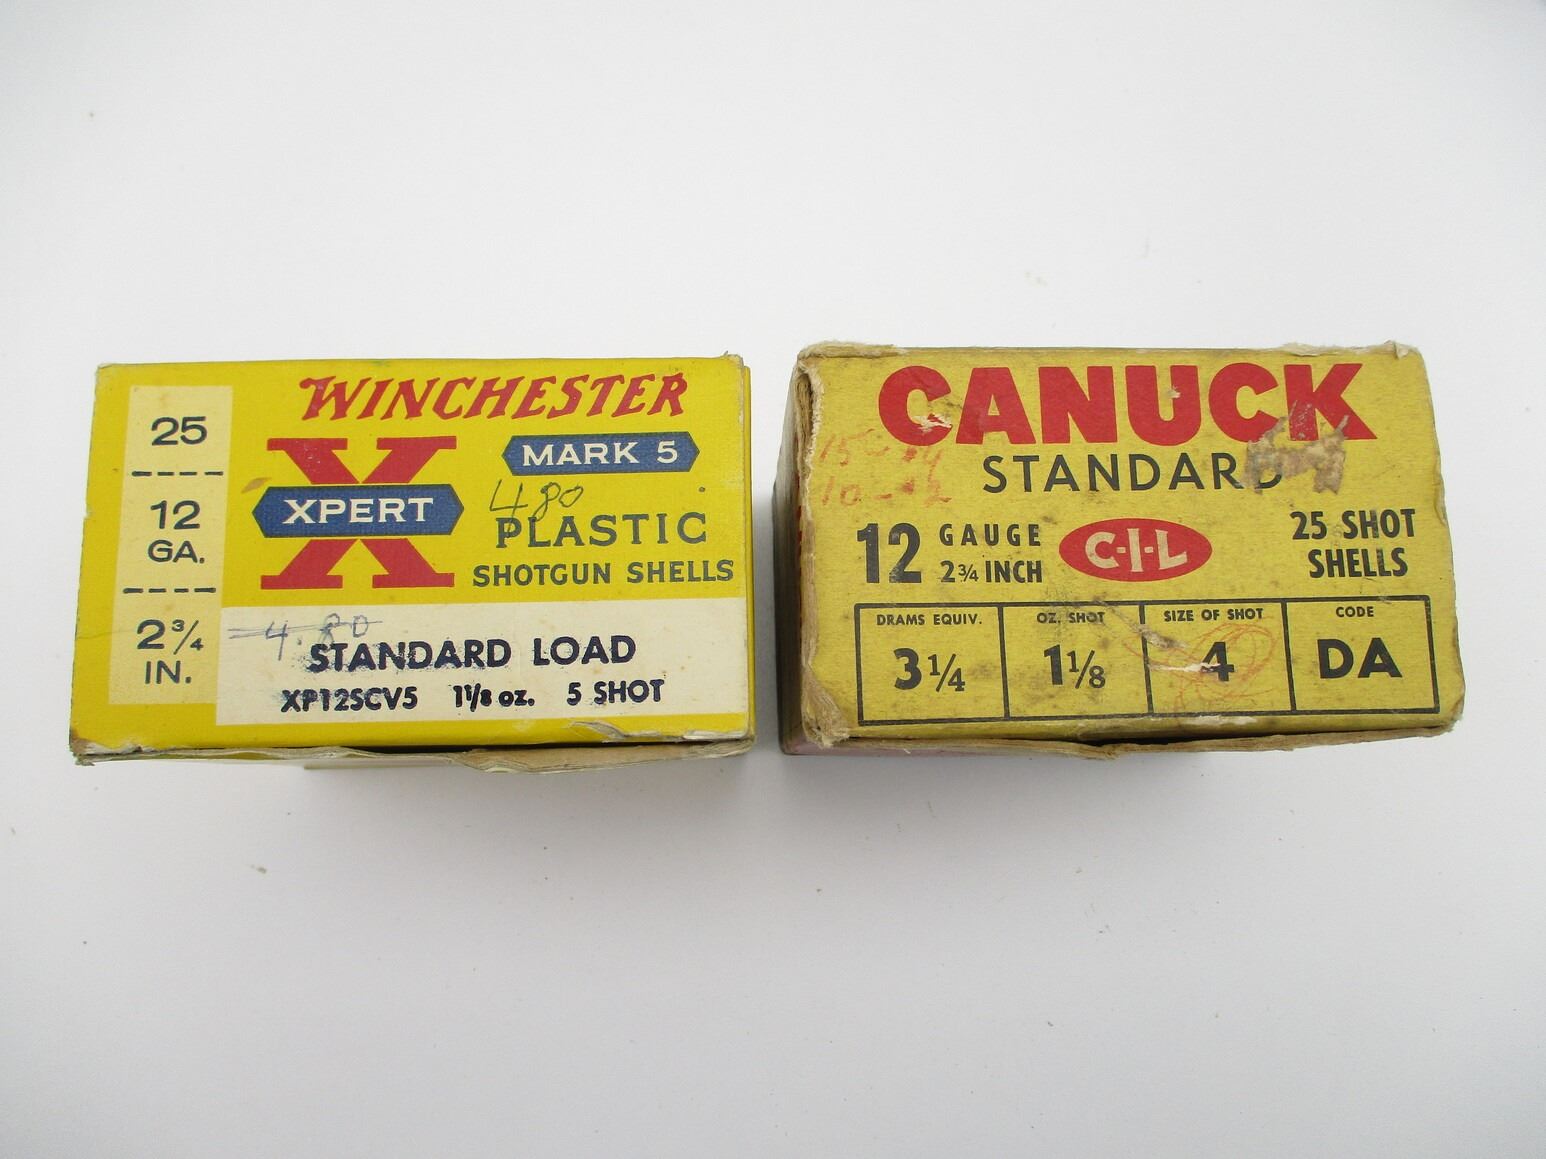 25
12
GA.
2¾
IN.
WINCHESTER
MARK 5
XPERT
480
PLASTIC
SHOTGUN SHELLS
4.80
STANDARD LOAD
XP12SCV5 1⅛ oz. 5 SHOT
CANUCK
STANDARD
12 GAUGE
2¾ INCH
C-I-L
25 SHOT
SHELLS
DRAMS EQUIV. OZ. SHOT SIZE OF SHOT CODE
3¼ 1⅛ 4 DA